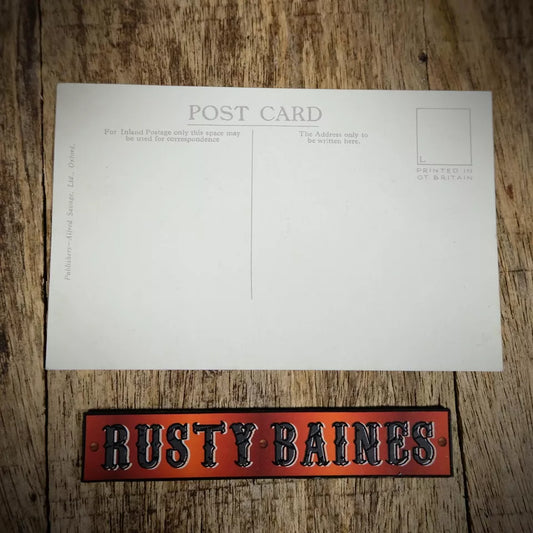 POST CARD
For Inland Postage only this space may
be used for correspondence
The Address only to
be written here.
L
PRINTED IN
GT BRITAIN
Publishers—Alfred Savage, Ltd., Oxford.
RUSTY BAINES